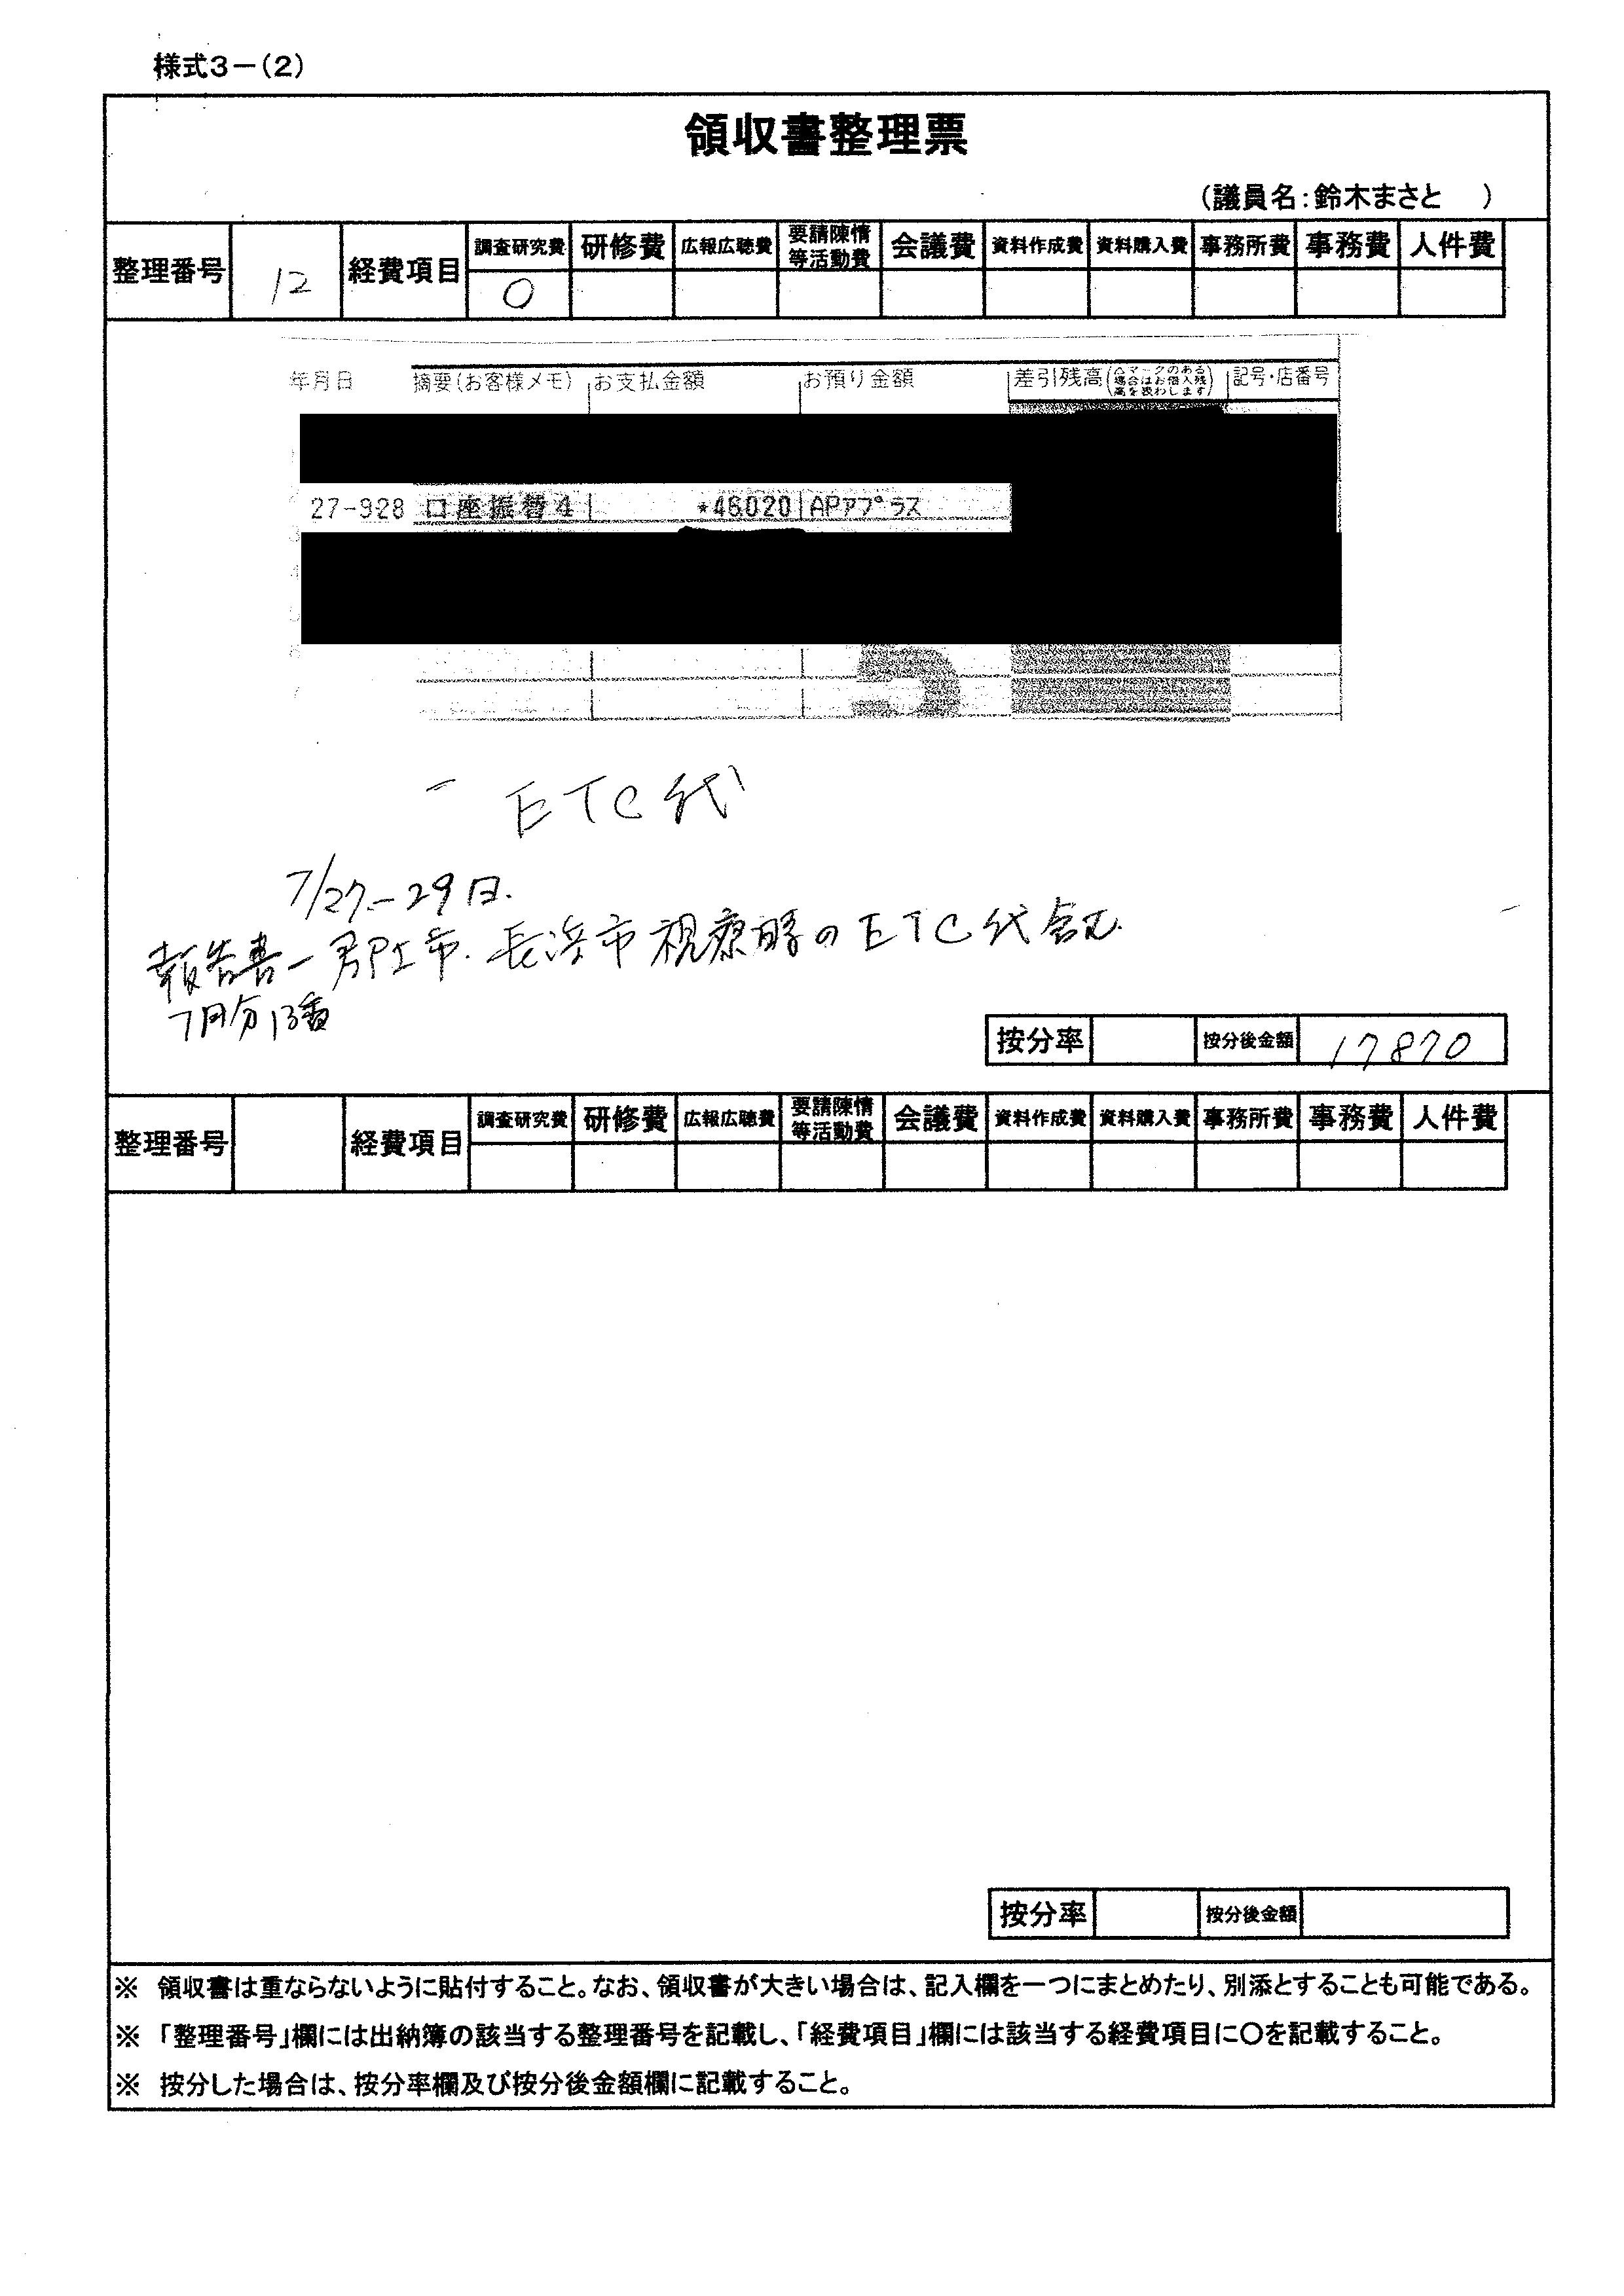 様式3-(2)
領収書整理票
(議員名:鈴木まさと )
整理番号 12 経費項目 調査研究費 研修費 広報広聴費 要請陳情等活動費 会議費 資料作成費 資料購入費 事務所費 事務費 人件費
○
年月日 摘要(お客様メモ) お支払金額 お預り金額 差引残高(△マークのある場合はお借入残高を表わします) 記号・店番号
27-928 口座振替4 *46020 APアプラス
ETC代
7/27-29日.
報告書-郡上市.長浜市視察時のETC代含む.
7月分13番
按分率 按分後金額 17870
整理番号 経費項目 調査研究費 研修費 広報広聴費 要請陳情等活動費 会議費 資料作成費 資料購入費 事務所費 事務費 人件費
按分率 按分後金額
※ 領収書は重ならないように貼付すること。なお、領収書が大きい場合は、記入欄を一つにまとめたり、別添とすることも可能である。
※ 「整理番号」欄には出納簿の該当する整理番号を記載し、「経費項目」欄には該当する経費項目に〇を記載すること。
※ 按分した場合は、按分率欄及び按分後金額欄に記載すること。